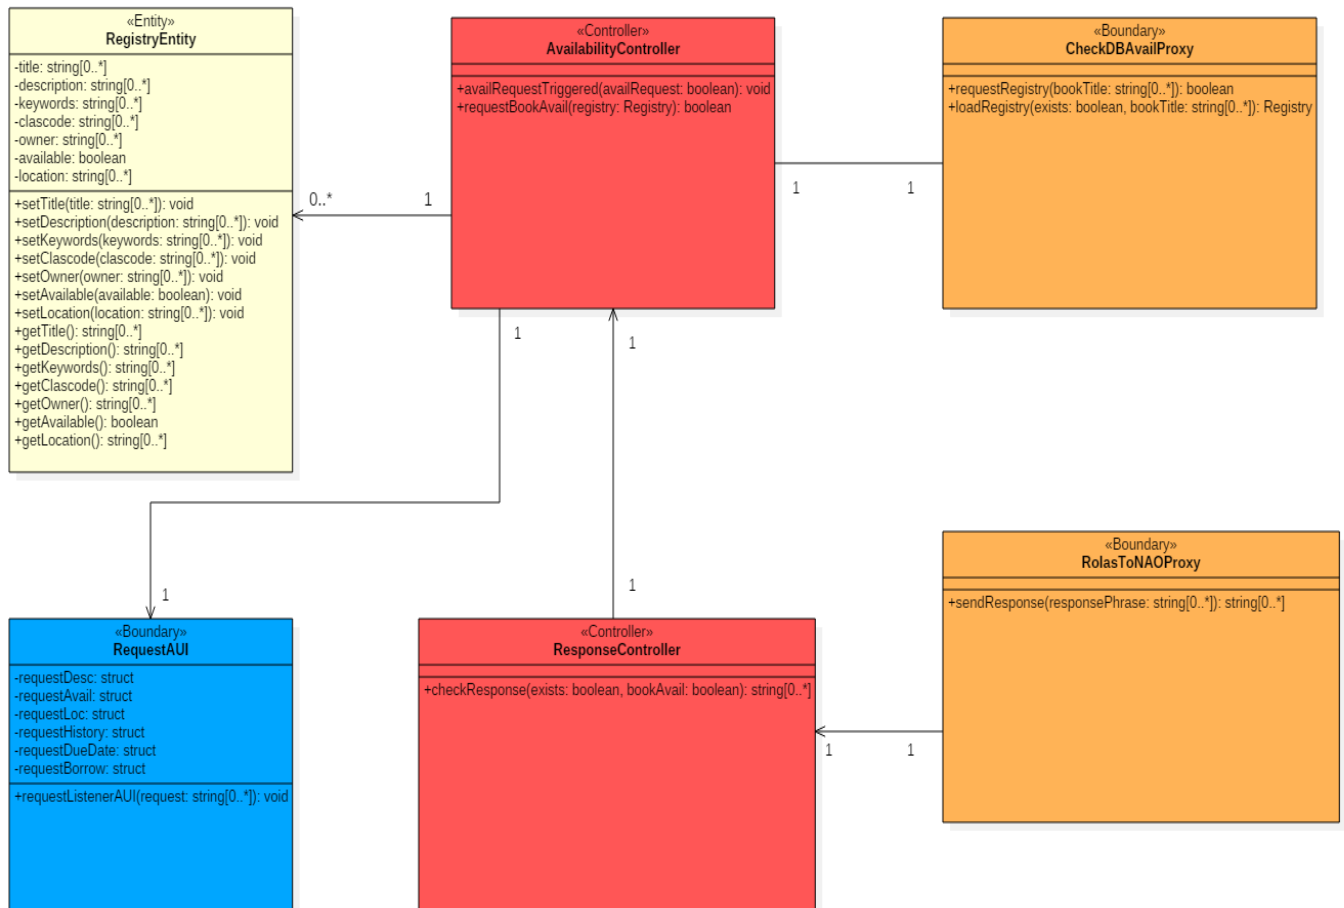 «Entity»
RegistryEntity
-title: string[0..*]
-description: string[0..*]
-keywords: string[0..*]
-clascode: string[0..*]
-owner: string[0..*]
-available: boolean
-location: string[0..*]
+setTitle(title: string[0..*]): void
+setDescription(description: string[0..*]): void
+setKeywords(keywords: string[0..*]): void
+setClascode(clascode: string[0..*]): void
+setOwner(owner: string[0..*]): void
+setAvailable(available: boolean): void
+setLocation(location: string[0..*]): void
+getTitle(): string[0..*]
+getDescription(): string[0..*]
+getKeywords(): string[0..*]
+getClascode(): string[0..*]
+getOwner(): string[0..*]
+getAvailable(): boolean
+getLocation(): string[0..*]
0..*
1
«Controller»
AvailabilityController
+availRequestTriggered(availRequest: boolean): void
+requestBookAvail(registry: Registry): boolean
1
1
«Boundary»
CheckDBAvailProxy
+requestRegistry(bookTitle: string[0..*]): boolean
+loadRegistry(exists: boolean, bookTitle: string[0..*]): Registry
1
1
1
1
«Boundary»
RequestAUI
-requestDesc: struct
-requestAvail: struct
-requestLoc: struct
-requestHistory: struct
-requestDueDate: struct
-requestBorrow: struct
+requestListenerAUI(request: string[0..*]): void
«Controller»
ResponseController
+checkResponse(exists: boolean, bookAvail: boolean): string[0..*]
1
1
«Boundary»
RolasToNAOProxy
+sendResponse(responsePhrase: string[0..*]): string[0..*]